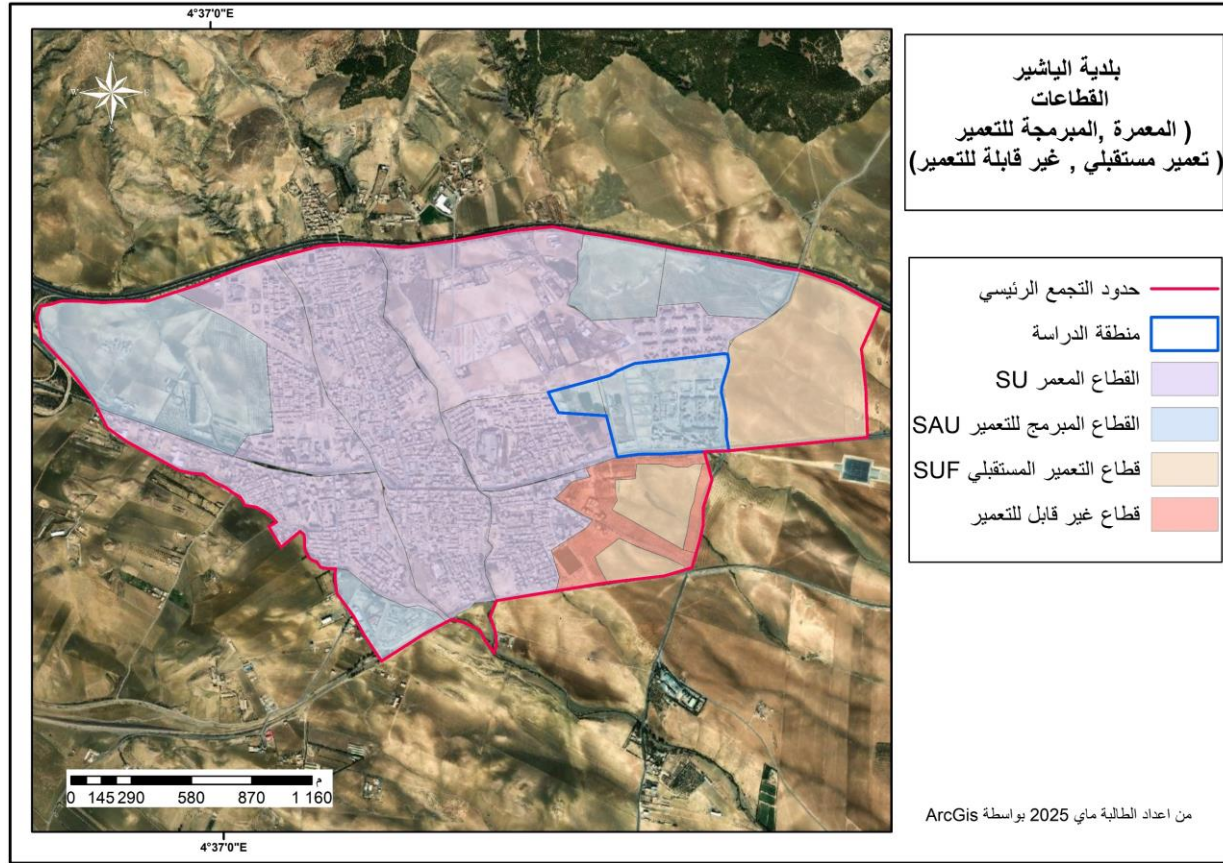 4°37'0"E
N
W
E
S
بلدية الياشير
القطاعات
( المعمرة ,المبرمجة للتعمير
( تعمير مستقبلي , غير قابلة للتعمير)
حدود التجمع الرئيسي
منطقة الدراسة
القطاع المعمر SU
القطاع المبرمج للتعمير SAU
قطاع التعمير المستقبلي SUF
قطاع غير قابل للتعمير
م
0 145 290 580 870 1 160
من اعداد الطالبة ماي 2025 بواسطة ArcGis
4°37'0"E